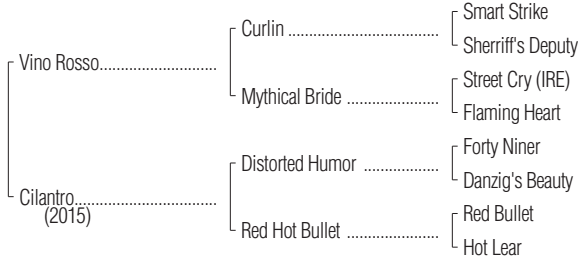 Smart Strike
Curlin
Sherriff's Deputy
Vino Rosso
Street Cry (IRE)
Mythical Bride
Flaming Heart
Forty Niner
Distorted Humor
Danzig's Beauty
Cilantro
(2015)
Red Bullet
Red Hot Bullet
Hot Lear